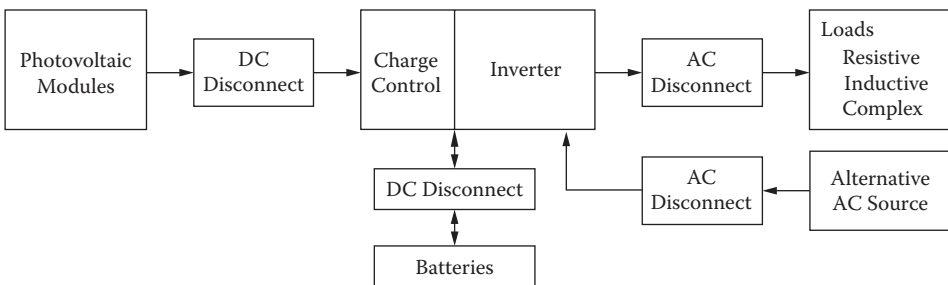 Photovoltaic
Modules
DC
Disconnect
Charge
Control
Inverter
AC
Disconnect
Loads
Resistive
Inductive
Complex
DC Disconnect
Batteries
AC
Disconnect
Alternative
AC Source